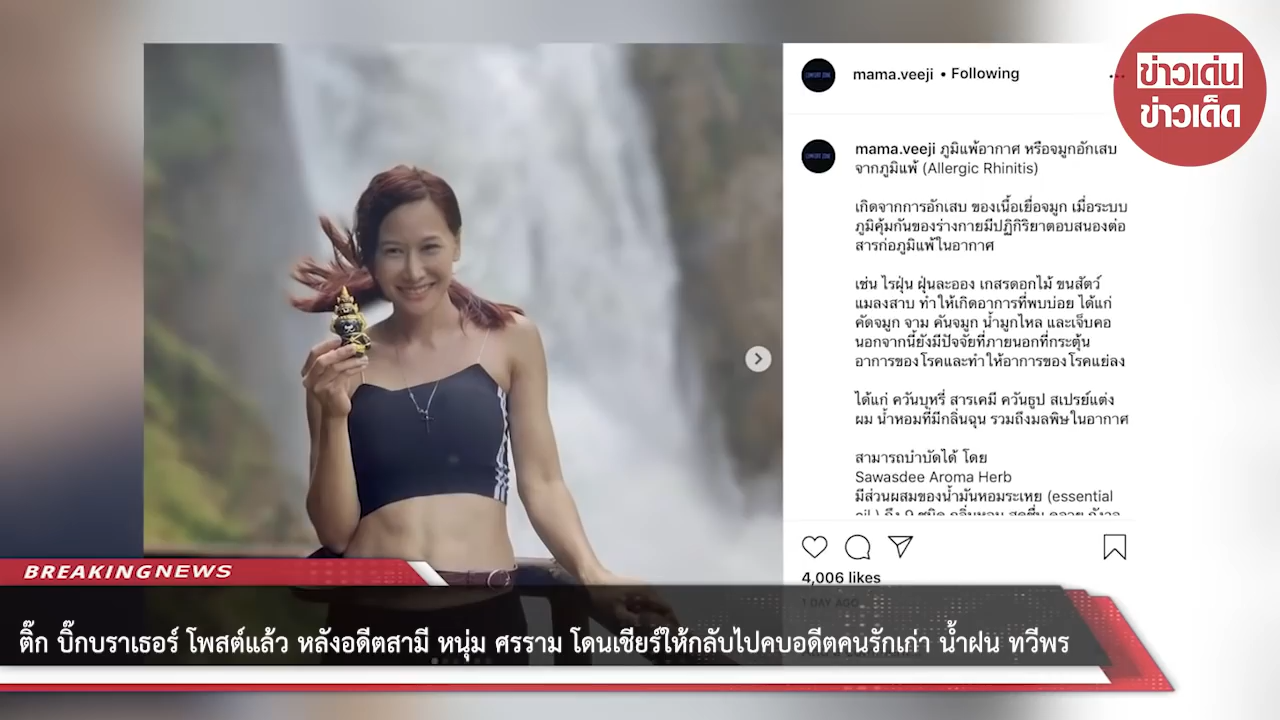 mama.veeji • Following
ข่าวเด่น
ข่าวเด็ด
mama.veeji ภูมิแพ้อากาศ หรือจมูกอักเสบ
จากภูมิแพ้ (Allergic Rhinitis)
เกิดจากการอักเสบ ของเนื้อเยื่อจมูก เมื่อระบบ
ภูมิคุ้มกันของร่างกายมีปฏิกิริยาตอบสนองต่อ
สารก่อภูมิแพ้ในอากาศ
เช่น ไรฝุ่น ฝุ่นละออง เกสรดอกไม้ ขนสัตว์
แมลงสาบ ทำให้เกิดอาการที่พบบ่อย ได้แก่
คัดจมูก จาม คันจมูก น้ำมูกไหล และเจ็บคอ
นอกจากนี้ยังมีปัจจัยที่ภายนอกที่กระตุ้น
อาการของโรคและทำให้อาการของโรคแย่ลง
ได้แก่ ควันบุหรี่ สารเคมี ควันธูป สเปรย์แต่ง
ผม น้ำหอมที่มีกลิ่นฉุน รวมถึงมลพิษในอากาศ
สามารถบำบัดได้ โดย
Sawasdee Aroma Herb
มีส่วนผสมของน้ำมันหอมระเหย (essential
4,006 likes
1 DAY AGO
BREAKINGNEWS
ติ๊ก บิ๊กบราเธอร์ โพสต์แล้ว หลังอดีตสามี หนุ่ม ศรราม โดนเชียร์ให้กลับไปคบอดีตคนรักเก่า น้ำฝน ทวีพร